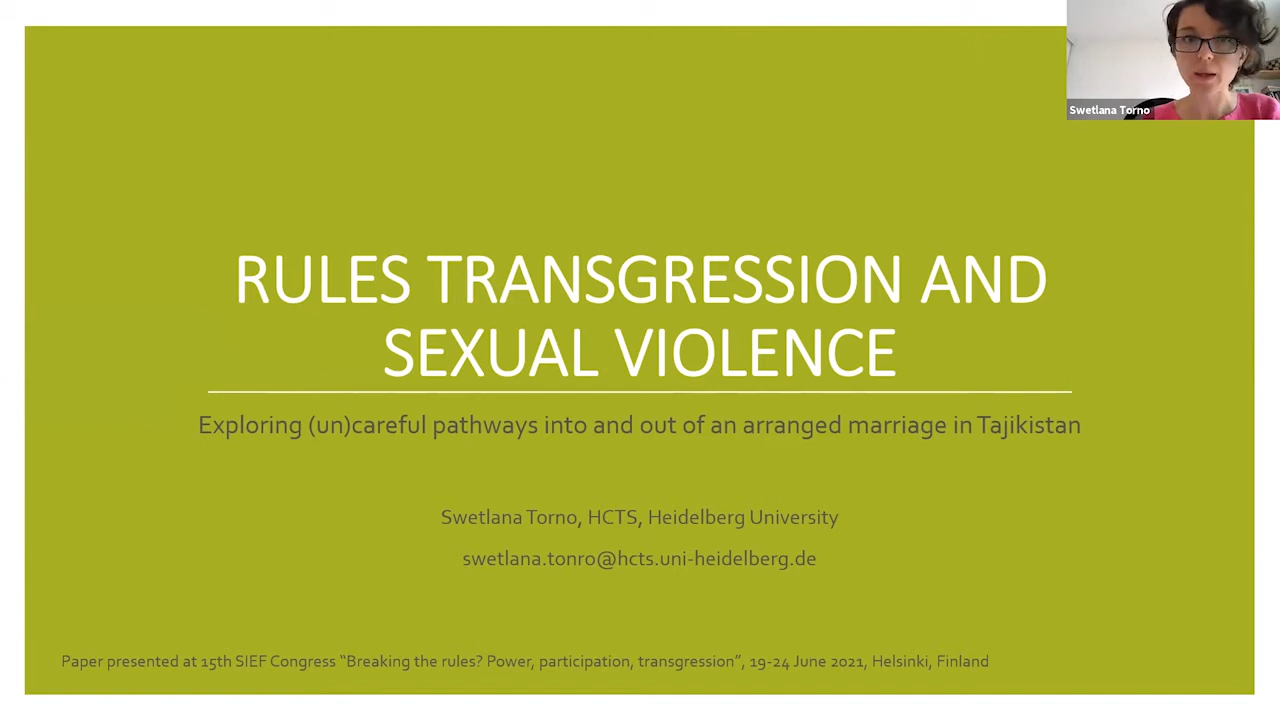 Swetlana Torno
RULES TRANSGRESSION AND
SEXUAL VIOLENCE
Exploring (un)careful pathways into and out of an arranged marriage in Tajikistan
Swetlana Torno, HCTS, Heidelberg University
swetlana.tonro@hcts.uni-heidelberg.de
Paper presented at 15th SIEF Congress “Breaking the rules? Power, participation, transgression”, 19-24 June 2021, Helsinki, Finland